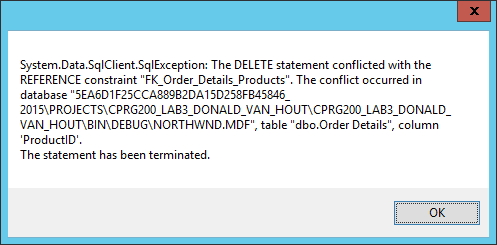 System.Data.SqlClient.SqlException: The DELETE statement conflicted with the
REFERENCE constraint "FK_Order_Details_Products". The conflict occurred in
database "5EA6D1F25CCA889B2DA15D258FB45846_
2015\PROJECTS\CPRG200_LAB3_DONALD_VAN_HOUT\CPRG200_LAB3_DONALD_
VAN_HOUT\BIN\DEBUG\NORTHWND.MDF", table "dbo.Order Details", column
'ProductID'.
The statement has been terminated.
OK